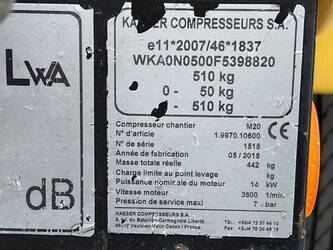 KAESER COMPRESSEURS S.A.
e11*2007/46*1837
WKA0N0500F5398820
510 kg
0 - 50 kg
- 510 kg
LWA
dB
Compresseur chantier M20
N° d'article 1.9970.10600
N° de série 1515
Année de fabrication 05 / 2015
Masse totale réelle 442 kg
Charge limite au point levage kg
Puissance nominale du moteur 14 kW
Vitesse moteur 3600 1/min
Pression de service maxi 7 bar
CE
KAESER COMPRESSEURS S.A.